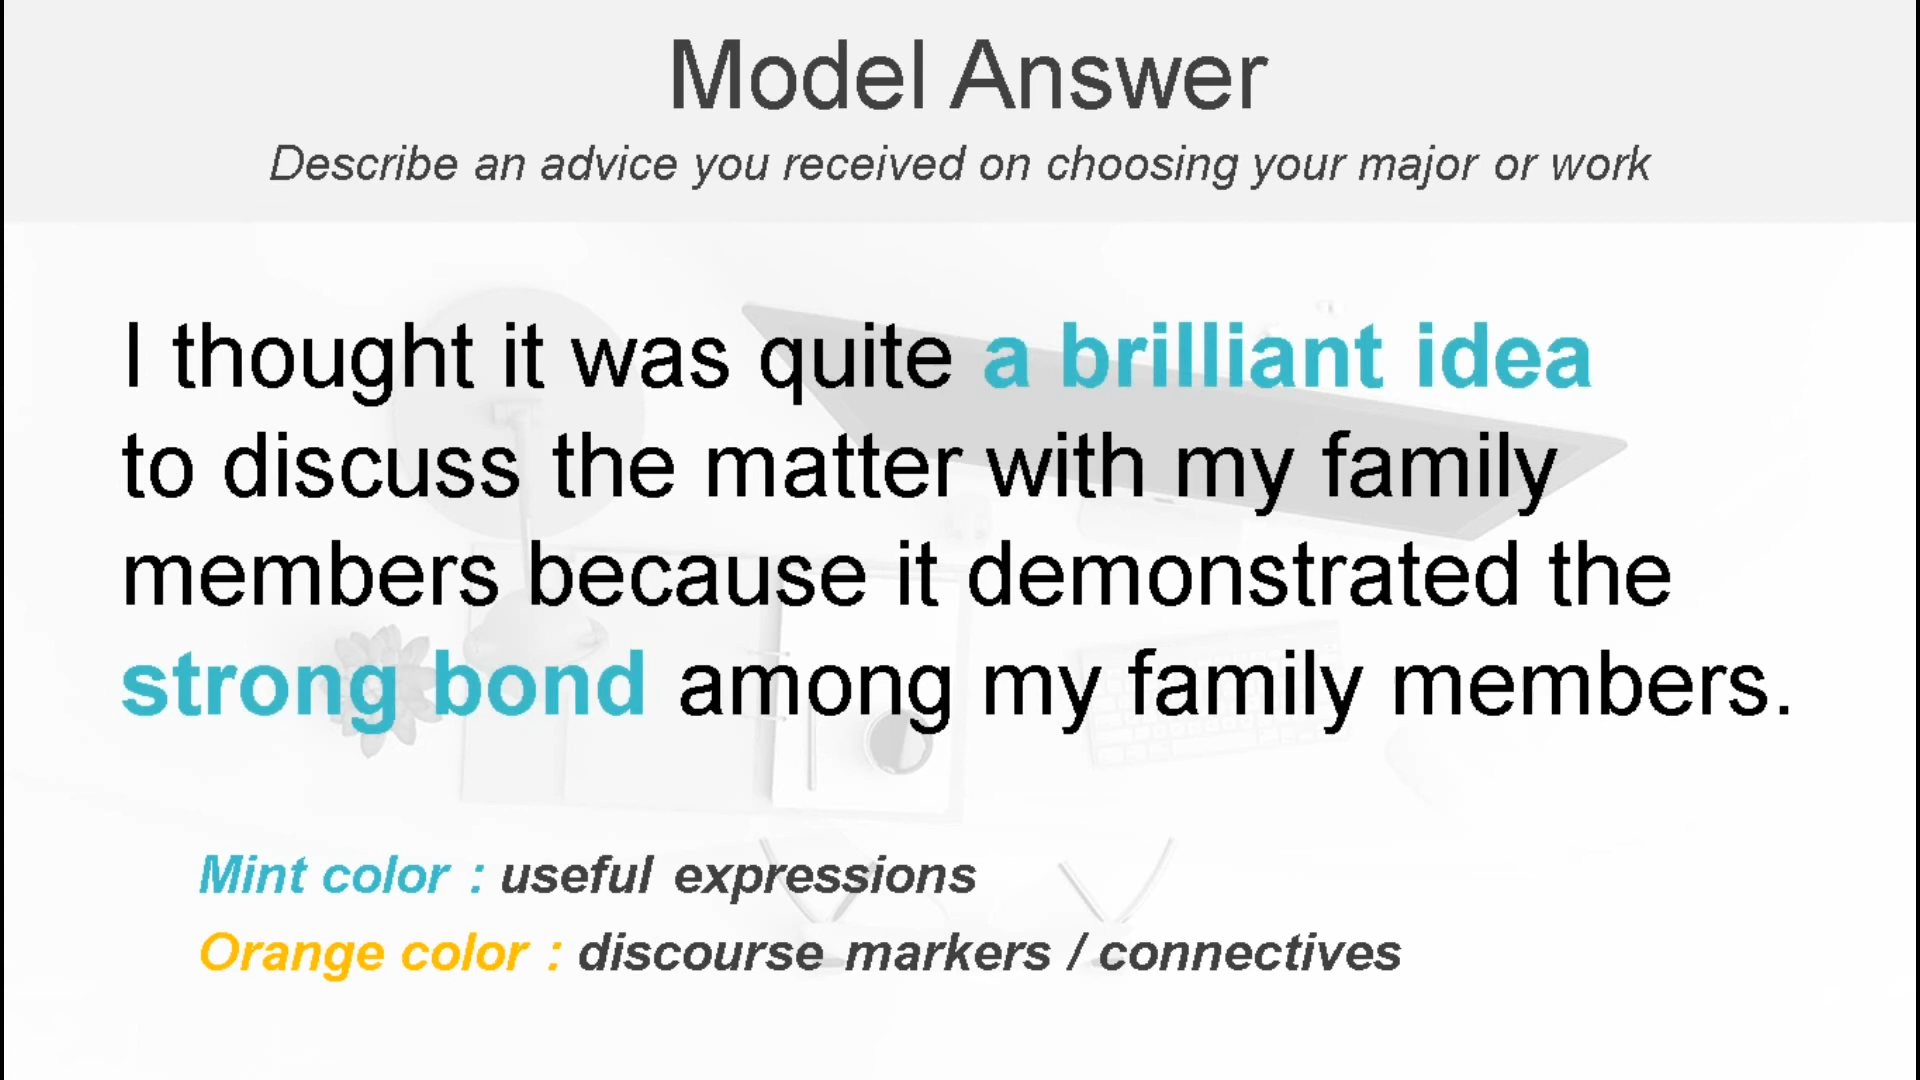 Model Answer
Describe an advice you received on choosing your major or work
I thought it was quite a brilliant idea
to discuss the matter with my family
members because it demonstrated the
strong bond among my family members.
Mint color : useful expressions
Orange color : discourse markers / connectives